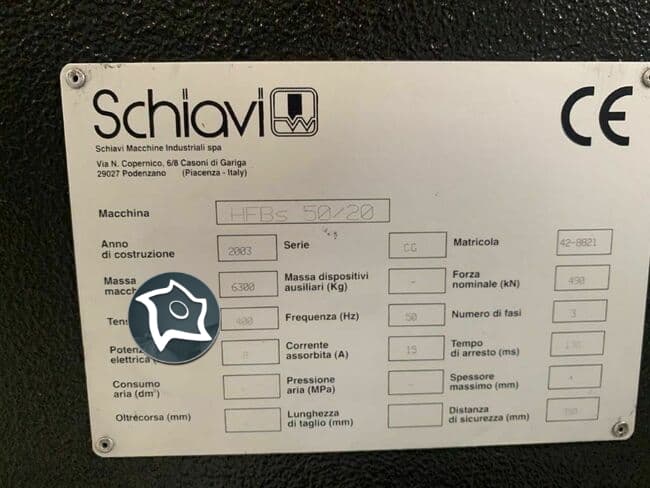 Schiavi
CE
Schiavi Macchine Industriali spa
Via N. Copernico, 6/8 Casoni di Gariga
29027 Podenzano (Piacenza - Italy)
Macchina HFBs 50/20
Anno di costruzione 2003 Serie CG Matricola 42-8821
Massa 6300 Massa dispositivi ausiliari (Kg) - Forza nominale (kN) 490
400 Frequenza (Hz) 50 Numero di fasi 3
elettrica Corrente assorbita (A) 15 Tempo di arresto (ms)
Consumo aria (dm³) - Pressione aria (MPa) - Spessore massimo (mm)
Oltrecorsa (mm) - Lunghezza di taglio (mm) - Distanza di sicurezza (mm)